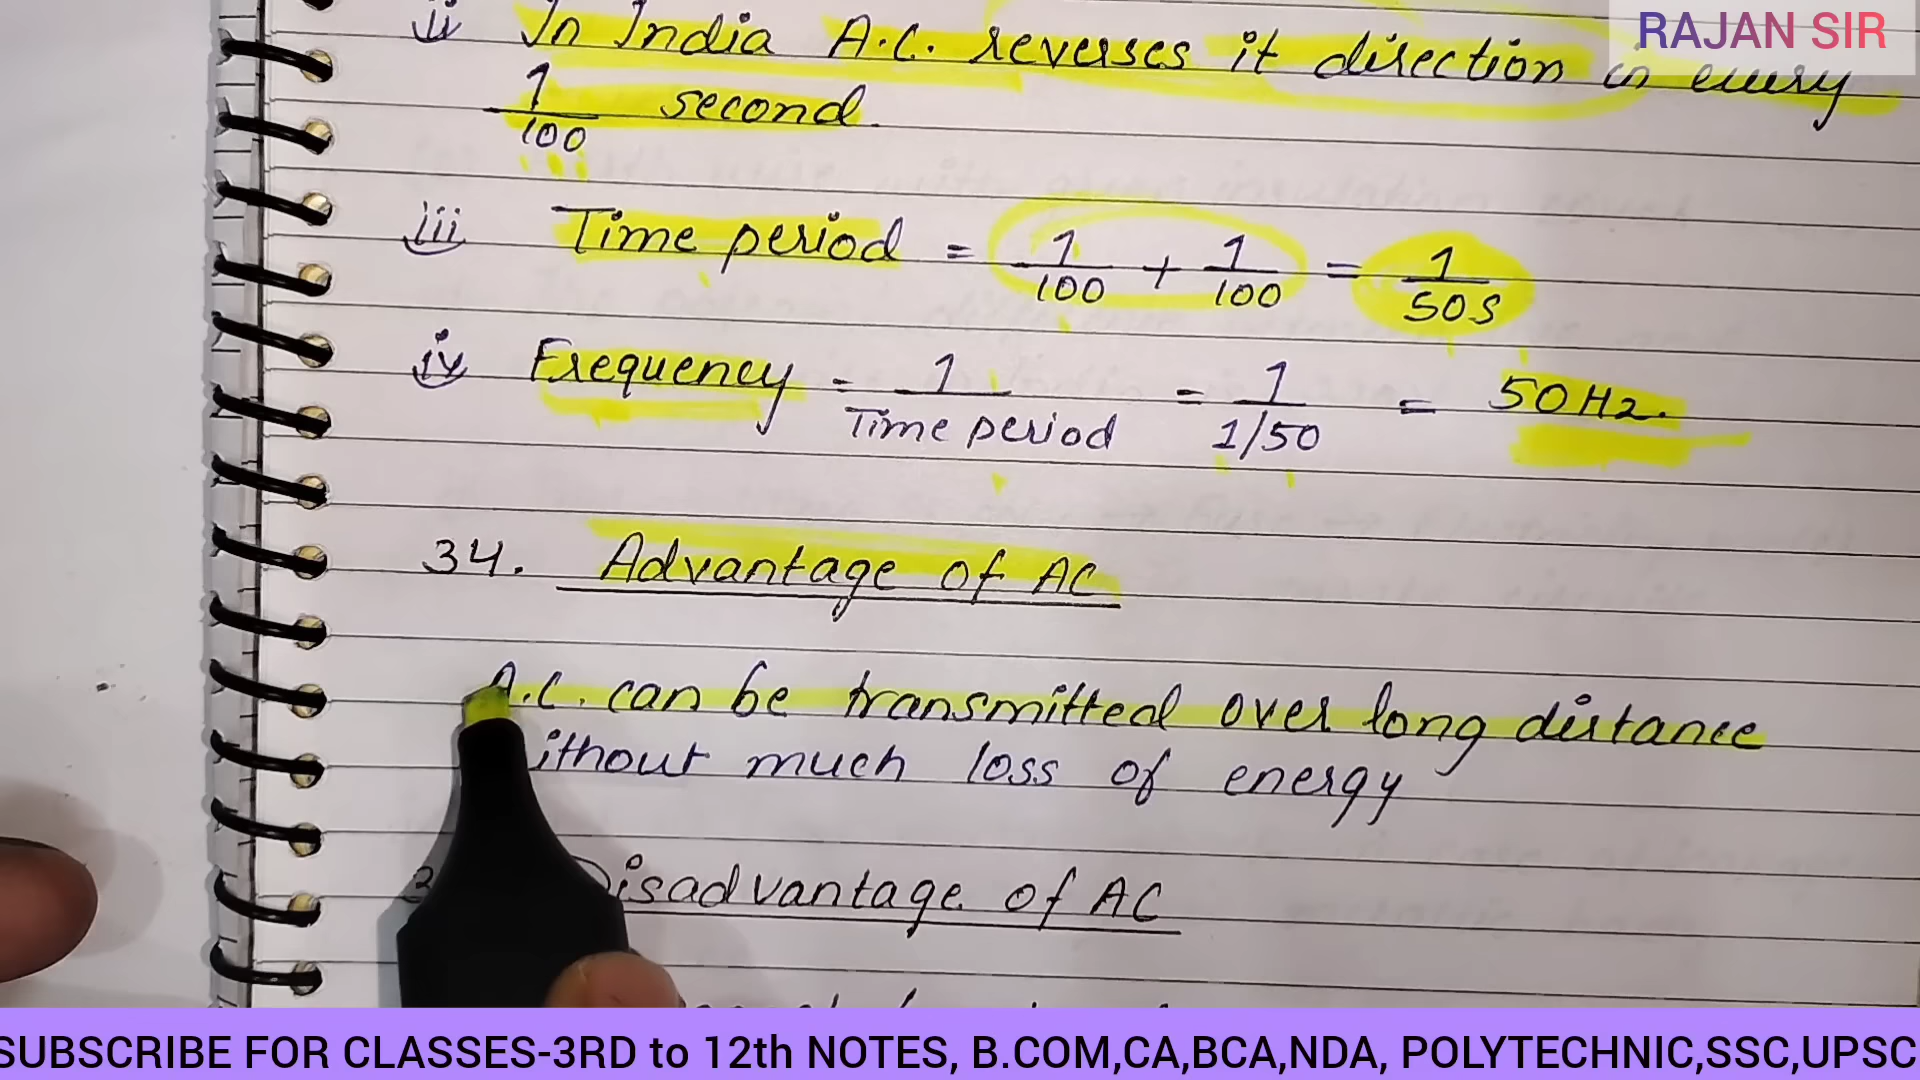 RAJAN SIR
ii In India A.C. reverses it direction in every
1/100 second.
iii Time period = 1/100 + 1/100 = 1/50s
iv Frequency = 1/Time period = 1/1/50 = 50Hz.
34. Advantage of AC
A.C. can be transmitted over long distance
ithout much loss of energy
Disadvantage of AC
SUBSCRIBE FOR CLASSES-3RD to 12th NOTES, B.COM,CA,BCA,NDA, POLYTECHNIC,SSC,UPSC